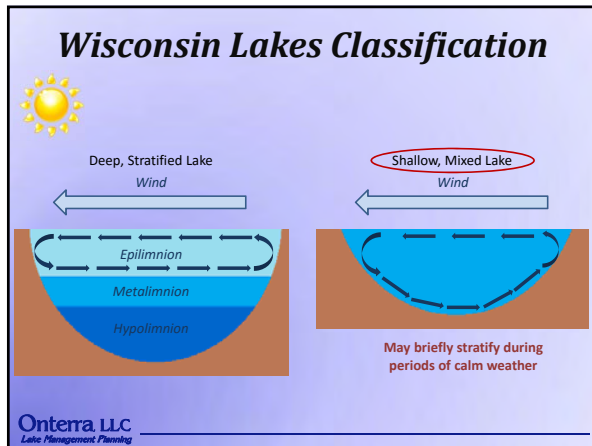 Wisconsin Lakes Classification
Deep, Stratified Lake
Wind
Epilimnion
Metalimnion
Hypolimnion
Shallow, Mixed Lake
Wind
May briefly stratify during
periods of calm weather
Onterra LLC
Lake Management Planning